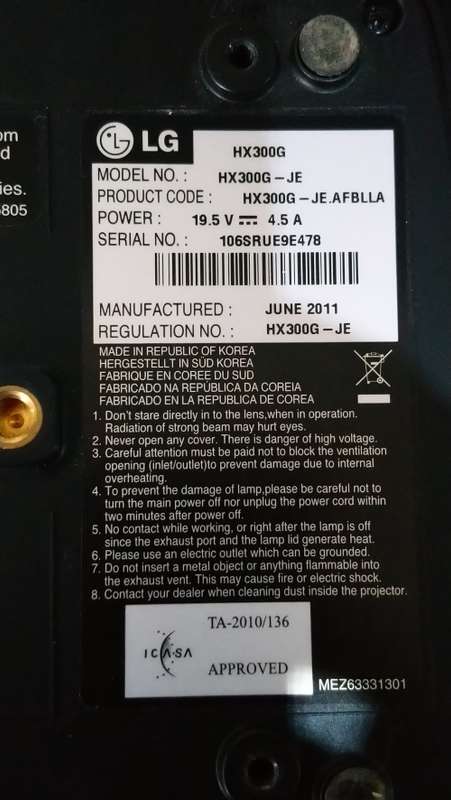 om
d
ies.
5805
LG
HX300G
MODEL NO. : HX300G-JE
PRODUCT CODE : HX300G-JE.AFBLLA
POWER : 19.5 V ⎓ 4.5 A
SERIAL NO. : 106SRUE9E478
MANUFACTURED : JUNE 2011
REGULATION NO. : HX300G-JE
MADE IN REPUBLIC OF KOREA
HERGESTELLT IN SÜD KOREA
FABRIQUE EN COREE DU SUD
FABRICADO NA REPÚBLICA DA COREIA
FABRICADO EN LA REPUBLICA DE COREA
1. Don't stare directly in to the lens,when in operation.
Radiation of strong beam may hurt eyes.
2. Never open any cover. There is danger of high voltage.
3. Careful attention must be paid not to block the ventilation
opening (inlet/outlet)to prevent damage due to internal
overheating.
4. To prevent the damage of lamp,please be careful not to
turn the main power off nor unplug the power cord within
two minutes after power off.
5. No contact while working, or right after the lamp is off
since the exhaust port and the lamp lid generate heat.
6. Please use an electric outlet which can be grounded.
7. Do not insert a metal object or anything flammable into
the exhaust vent. This may cause fire or electric shock.
8. Contact your dealer when cleaning dust inside the projector.
TA-2010/136
ICASA
APPROVED
MEZ63331301